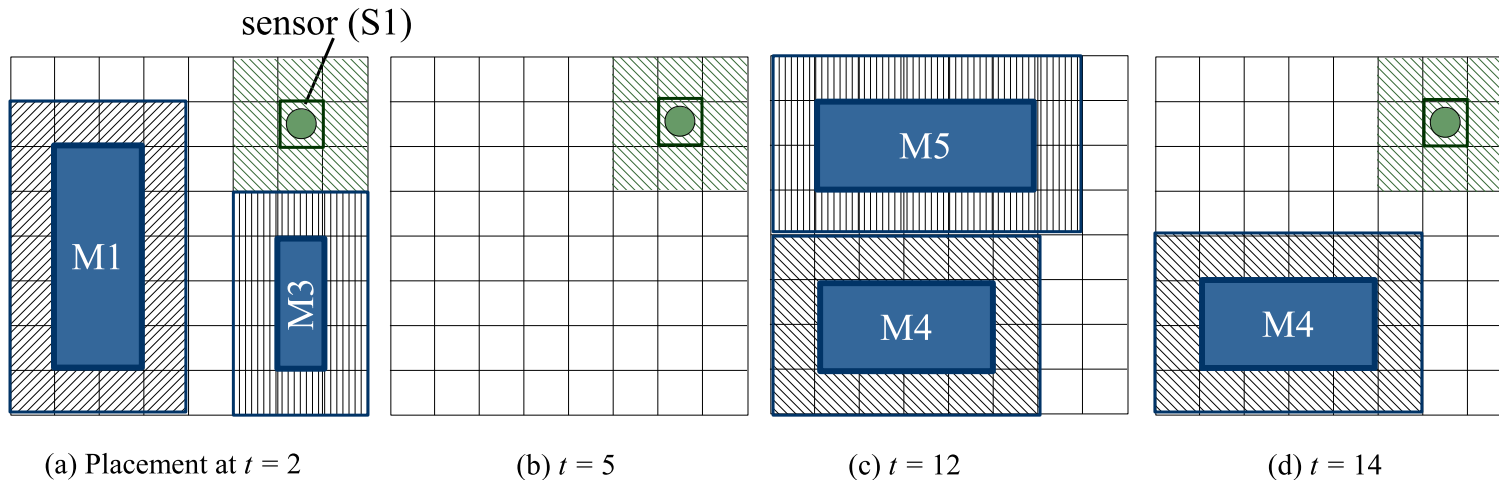 sensor (S1)
M1
M3
M5
M4
M4
(a) Placement at t = 2
(b) t = 5
(c) t = 12
(d) t = 14